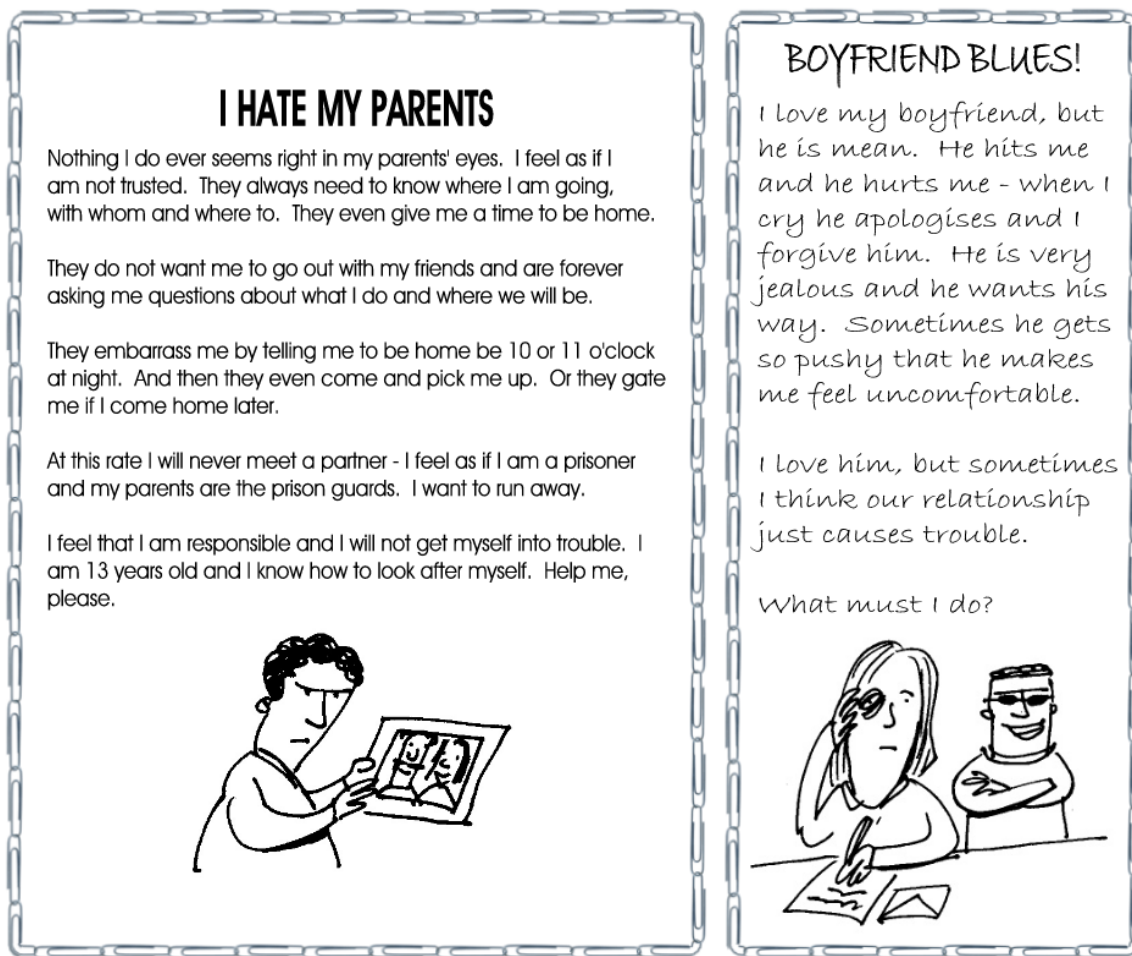 I HATE MY PARENTS
Nothing I do ever seems right in my parents' eyes. I feel as if I
am not trusted. They always need to know where I am going,
with whom and where to. They even give me a time to be home.
They do not want me to go out with my friends and are forever
asking me questions about what I do and where we will be.
They embarrass me by telling me to be home be 10 or 11 o'clock
at night. And then they even come and pick me up. Or they gate
me if I come home later.
At this rate I will never meet a partner - I feel as if I am a prisoner
and my parents are the prison guards. I want to run away.
I feel that I am responsible and I will not get myself into trouble. I
am 13 years old and I know how to look after myself. Help me,
please.
BOYFRIEND BLUES!
I love my boyfriend, but
he is mean. He hits me
and he hurts me - when I
cry he apologises and I
forgive him. He is very
jealous and he wants his
way. Sometimes he gets
so pushy that he makes
me feel uncomfortable.
I love him, but sometimes
I think our relationship
just causes trouble.
What must I do?